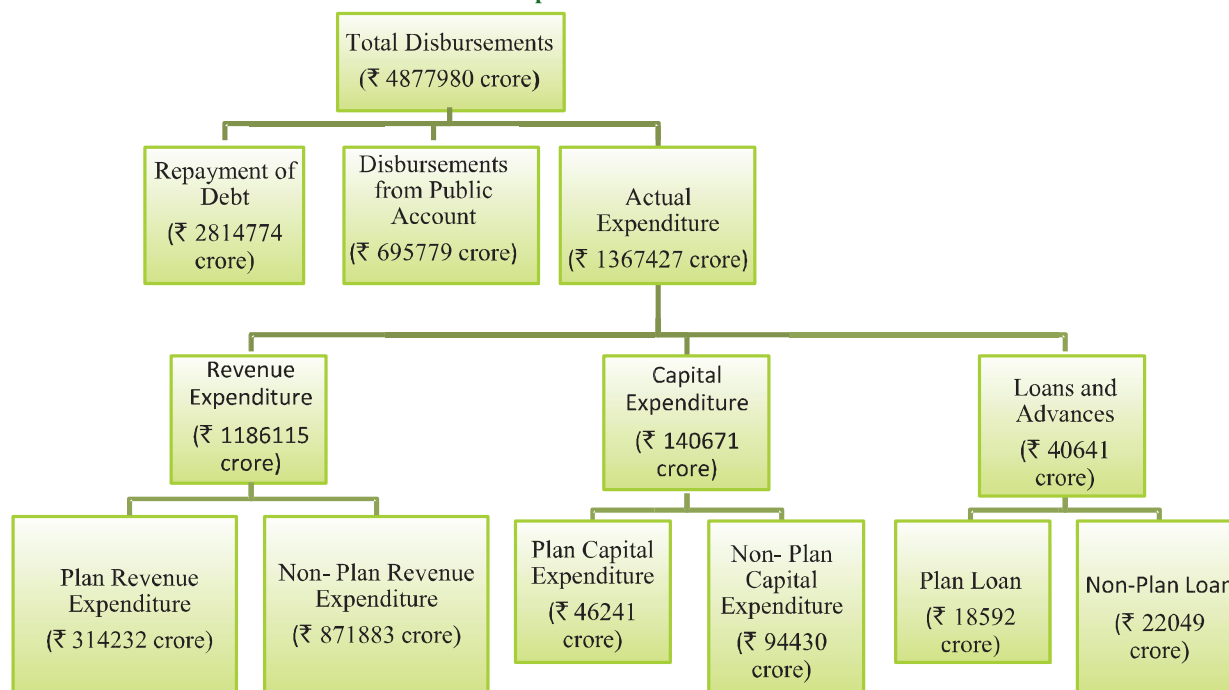 Total Disbursements
(₹ 4877980 crore)
Repayment of
Debt
(₹ 2814774
crore)
Disbursements
from Public
Account
(₹ 695779 crore)
Actual
Expenditure
(₹ 1367427 crore)
Revenue
Expenditure
(₹ 1186115
crore)
Capital
Expenditure
(₹ 140671
crore)
Loans and
Advances
(₹ 40641
crore)
Plan Revenue
Expenditure
(₹ 314232 crore)
Non- Plan Revenue
Expenditure
(₹ 871883 crore)
Plan Capital
Expenditure
(₹ 46241
crore)
Non- Plan
Capital
Expenditure
(₹ 94430
crore)
Plan Loan
(₹ 18592
crore)
Non-Plan Loan
(₹ 22049
crore)